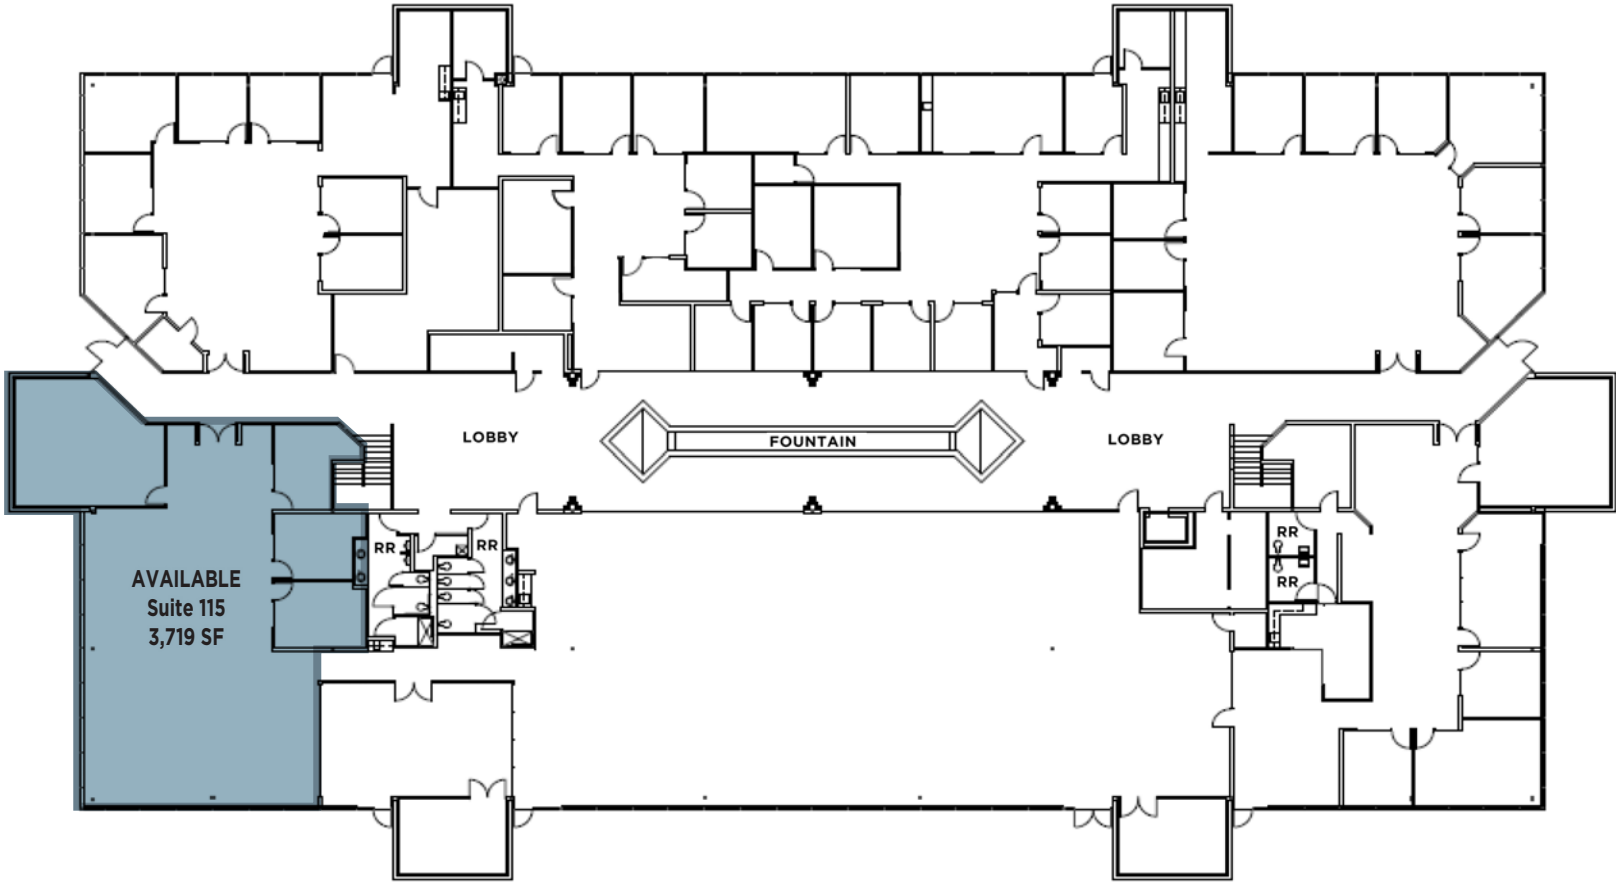 LOBBY
FOUNTAIN
LOBBY
RR
RR
RR
RR
AVAILABLE
Suite 115
3,719 SF